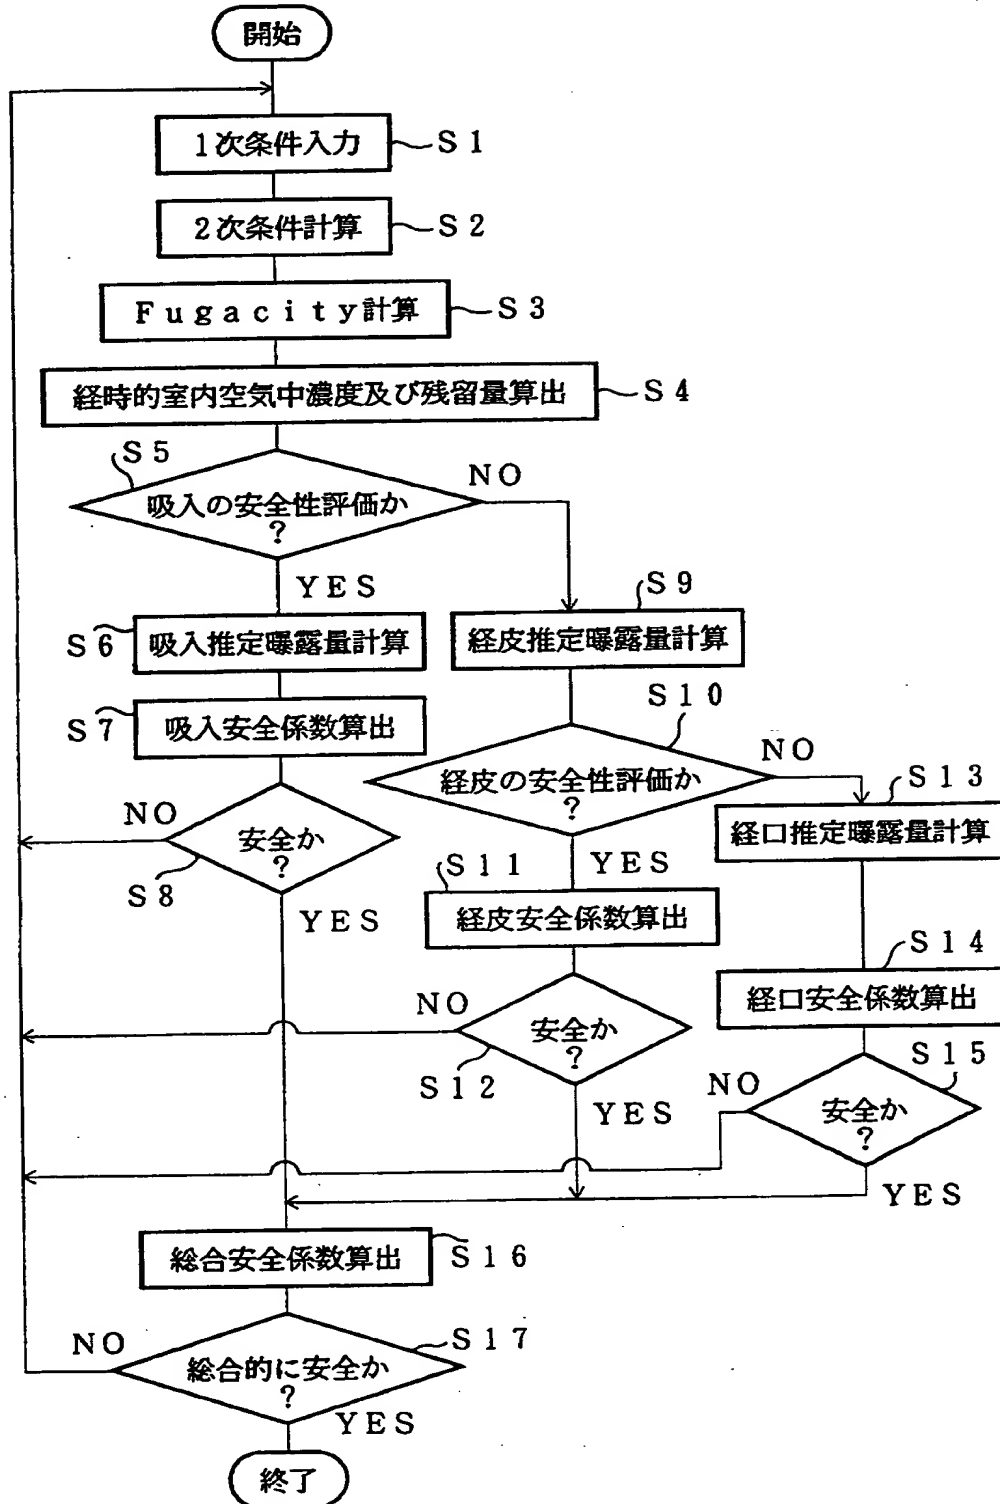 開始
1次条件入力
S1
2次条件計算
S2
Fugacity計算
S3
経時的室内空気中濃度及び残留量算出
S4
S5
吸入の安全性評価か
?
NO
YES
S6
吸入推定曝露量計算
S9
経皮推定曝露量計算
S7
吸入安全係数算出
S10
経皮の安全性評価か
?
NO
YES
S13
経口推定曝露量計算
NO
安全か
?
S8
YES
S11
経皮安全係数算出
S14
経口安全係数算出
NO
安全か
?
S12
YES
S15
NO
安全か
?
YES
総合安全係数算出
S16
NO
S17
総合的に安全か
?
YES
終了